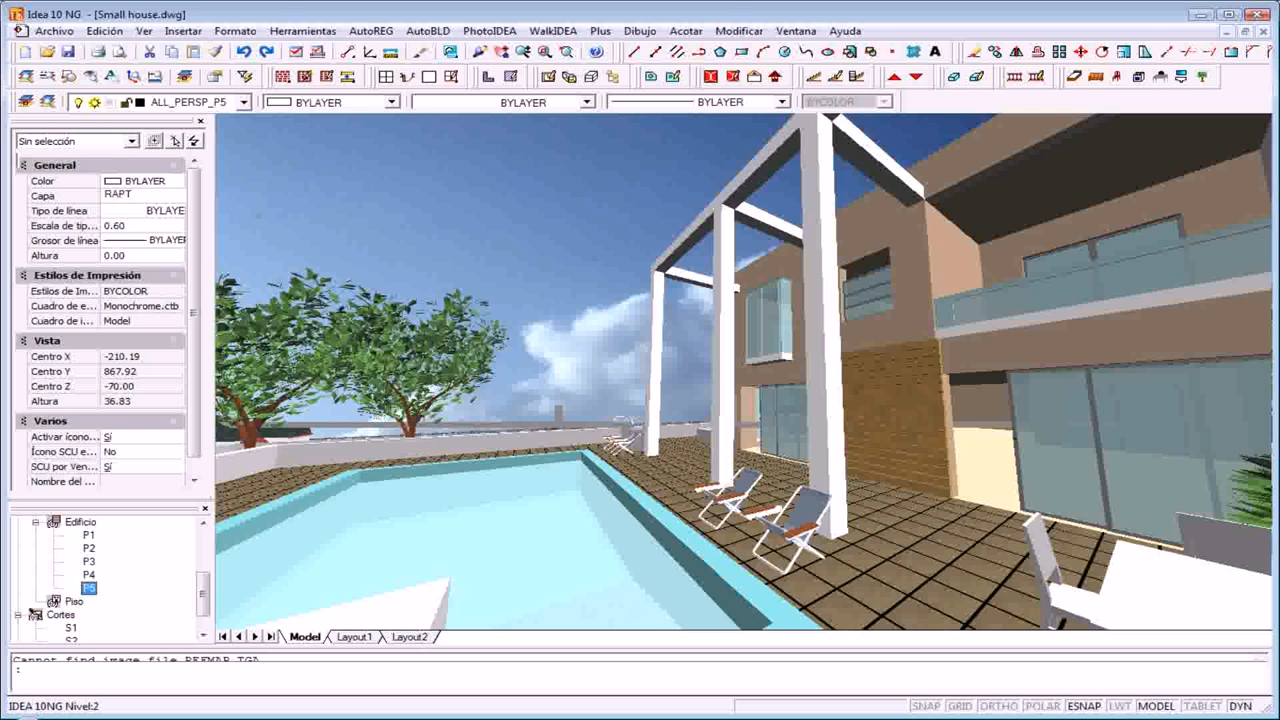 Idea 10 NG - [Small house.dwg]
Archivo Edición Ver Insertar Formato Herramientas AutoREG AutoBLD PhotoIDEA WalkIDEA Plus Dibujo Acotar Modificar Ventana Ayuda
ALL_PERSP_P5 BYLAYER BYLAYER BYLAYER BYCOLOR
Sin selección
General
Color BYLAYER
Capa RAPT
Tipo de línea BYLAYE
Escala de tip... 0.60
Grosor de línea BYLAYER
Altura 0.00
Estilos de Impresión
Estilos de Im... BYCOLOR
Cuadro de e... Monochrome.ctb
Cuadro de i... Model
Vista
Centro X -210.19
Centro Y 867.92
Centro Z -70.00
Altura 36.83
Varios
Activar ícono... Sí
Ícono SCU e... No
SCU por Ven... Sí
Nombre del ...
Edificio
P1
P2
P3
P4
P5
Piso
Cortes
S1
S2
Model Layout1 Layout2
Cannot find image file REFMAP.TGA
:
IDEA 10NG Nivel:2
SNAP GRID ORTHO POLAR ESNAP LWT MODEL TABLET DYN